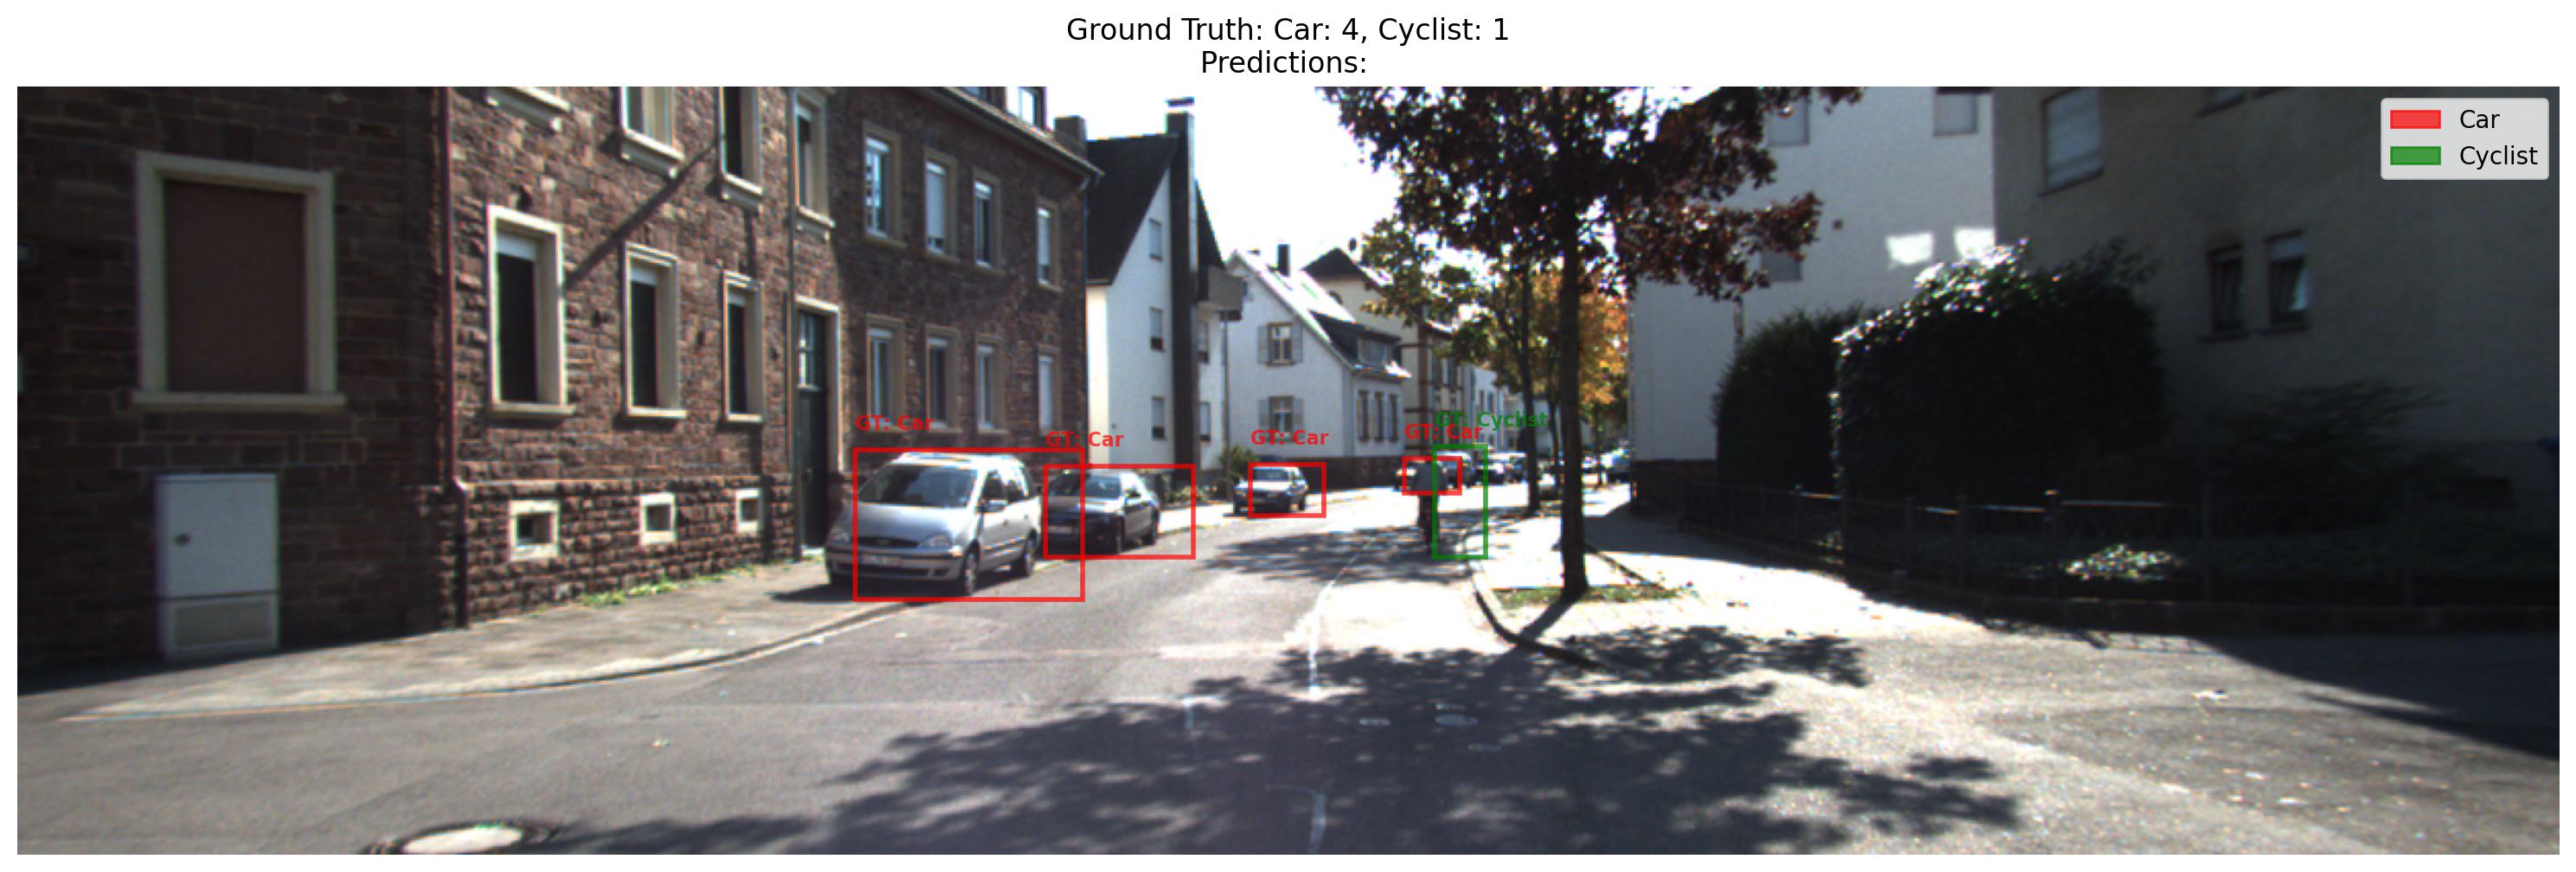 Ground Truth: Car: 4, Cyclist: 1
Predictions:
Car
Cyclist
GT: Car
GT: Car
GT: Car
GT: Car
GT: Cyclist